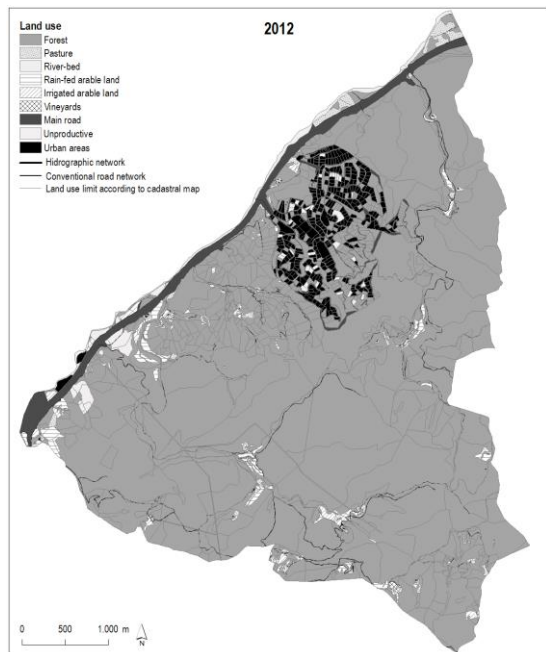 2012
Land use
Forest
Pasture
River-bed
Rain-fed arable land
Irrigated arable land
Vineyards
Main road
Unproductive
Urban areas
Hidrographic network
Conventional road network
Land use limit according to cadastral map
0 500 1.000 m
N